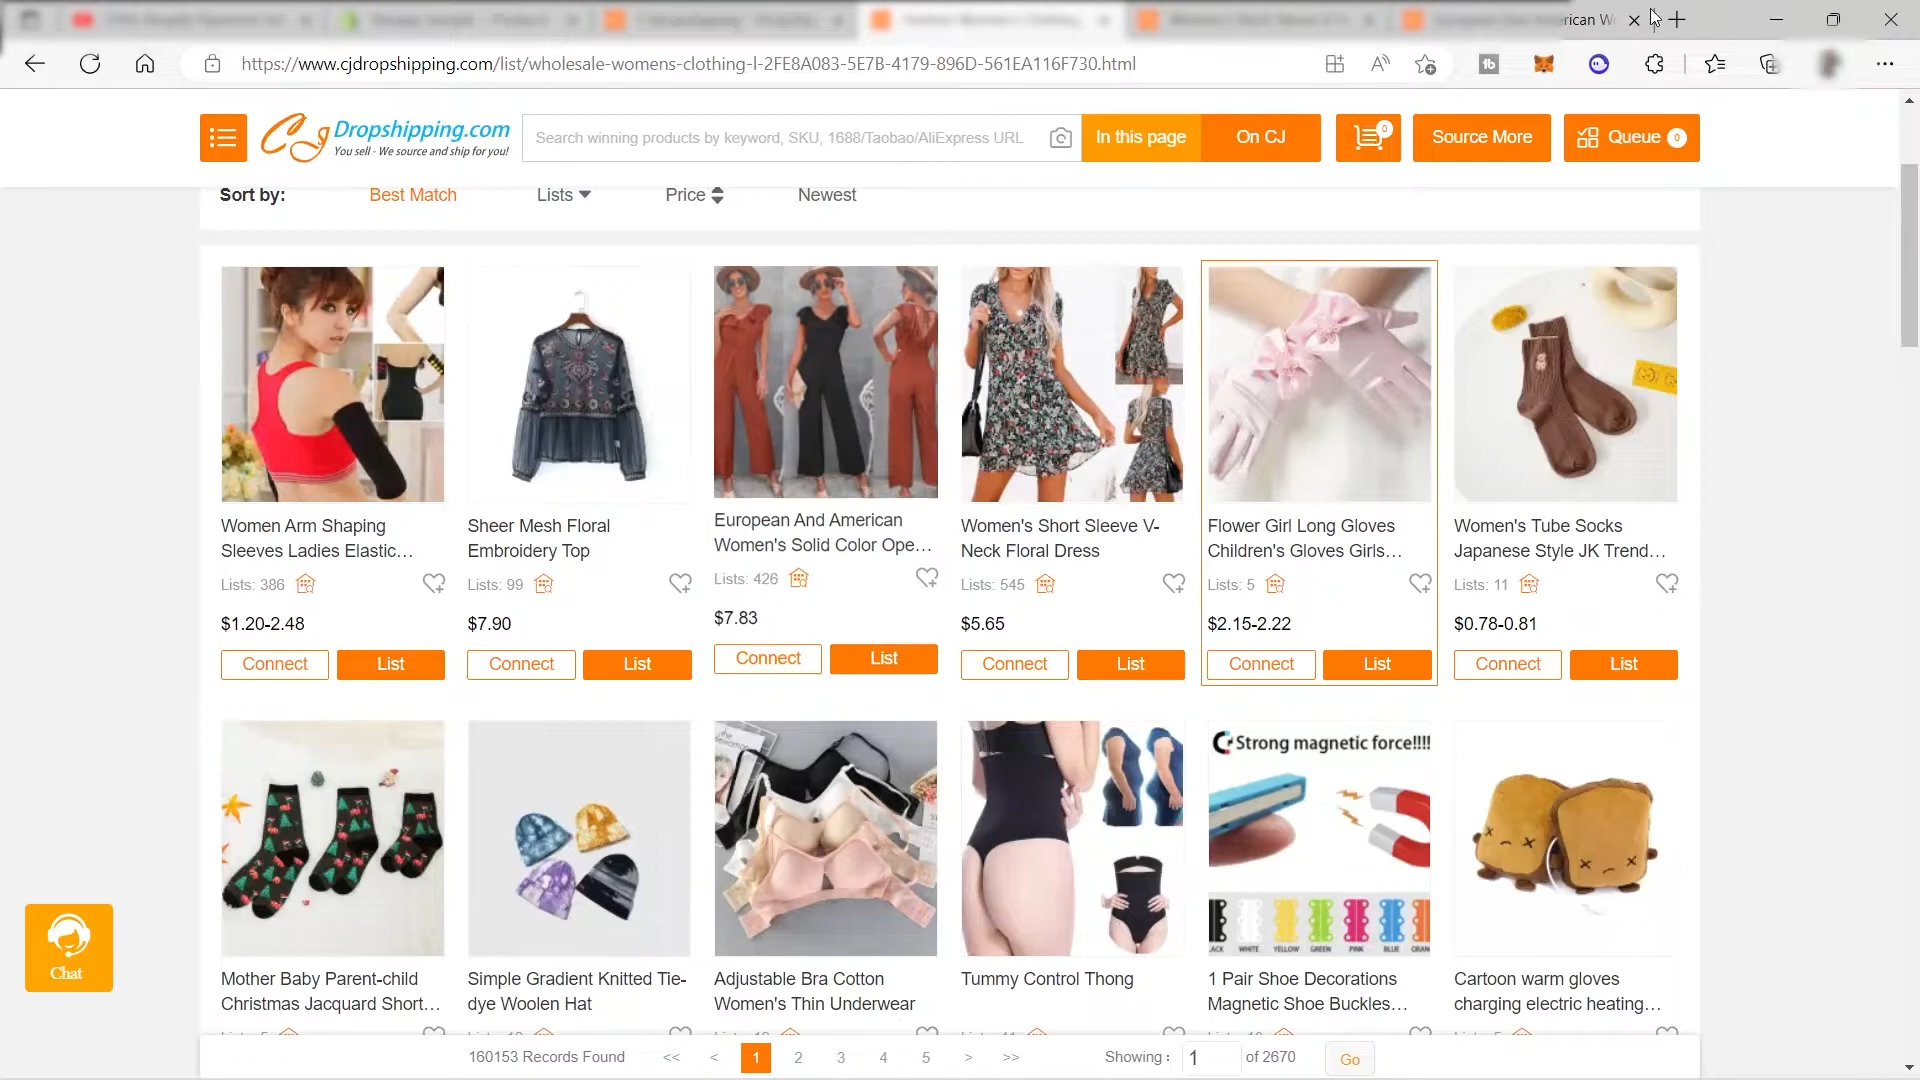 erican W
https://www.cjdropshipping.com/list/wholesale-womens-clothing-l-2FE8A083-5E7B-4179-896D-561EA116F730.html
CJ Dropshipping.com
You sell - We source and ship for you!
Search winning products by keyword, SKU, 1688/Taobao/AliExpress URL
In this page
On CJ
0
Source More
Queue 0
Sort by:
Best Match
Lists
Price
Newest
Women Arm Shaping
Sleeves Ladies Elastic...
Lists: 386
$1.20-2.48
Connect
List
Sheer Mesh Floral
Embroidery Top
Lists: 99
$7.90
Connect
List
European And American
Women's Solid Color Ope...
Lists: 426
$7.83
Connect
List
Women's Short Sleeve V-
Neck Floral Dress
Lists: 545
$5.65
Connect
List
Flower Girl Long Gloves
Children's Gloves Girls...
Lists: 5
$2.15-2.22
Connect
List
Women's Tube Socks
Japanese Style JK Trend...
Lists: 11
$0.78-0.81
Connect
List
Mother Baby Parent-child
Christmas Jacquard Short...
Simple Gradient Knitted Tie-
dye Woolen Hat
Adjustable Bra Cotton
Women's Thin Underwear
Tummy Control Thong
Strong magnetic force!!!!
WHITE YELLOW GREEN PINK BLUE
1 Pair Shoe Decorations
Magnetic Shoe Buckles...
Cartoon warm gloves
charging electric heating...
Chat
160153 Records Found
<< < 1 2 3 4 5 > >>
Showing : 1 of 2670
Go